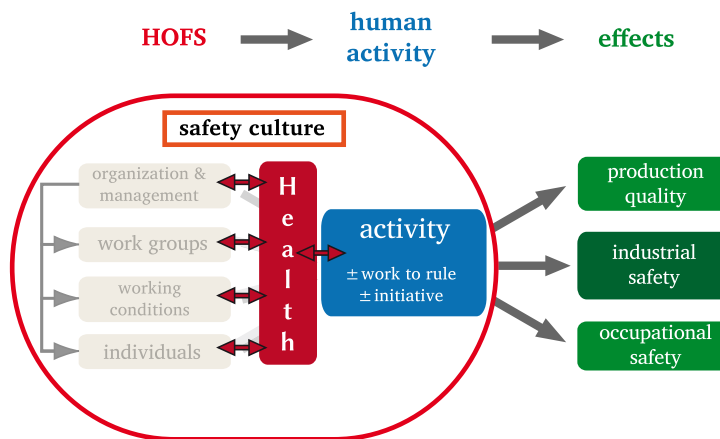 HOFS
human
activity
effects
safety culture
organization &
management
work groups
working
conditions
individuals
Health
activity
± work to rule
± initiative
production
quality
industrial
safety
occupational
safety